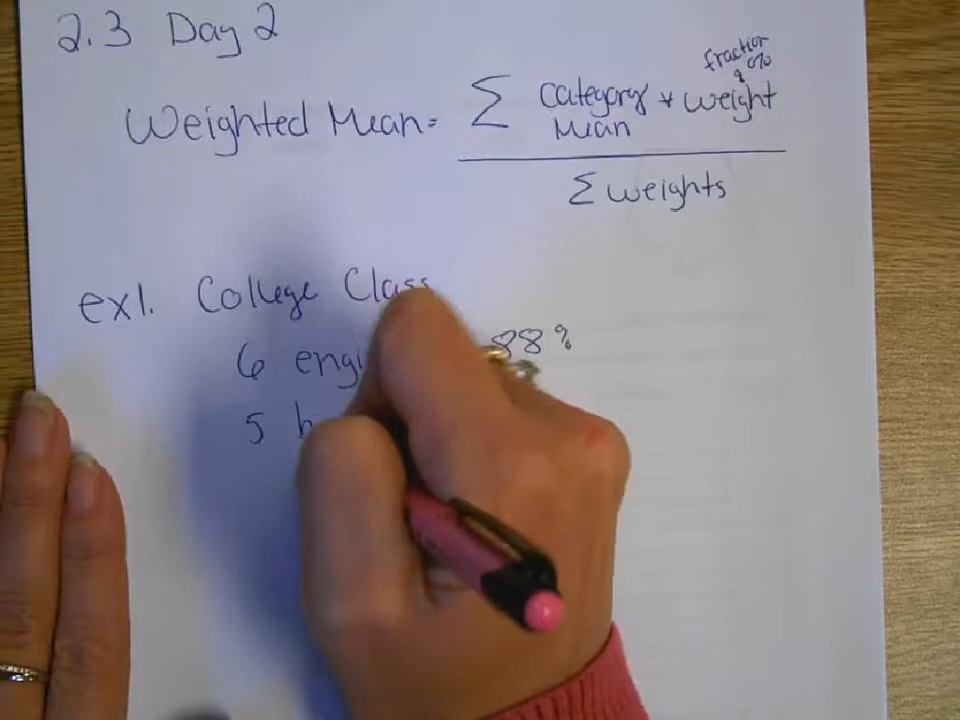 2.3 Day 2
fraction
& %
Weighted Mean = Σ Category Mean * weight
Σ weights
ex1. College Class
6 88%
5